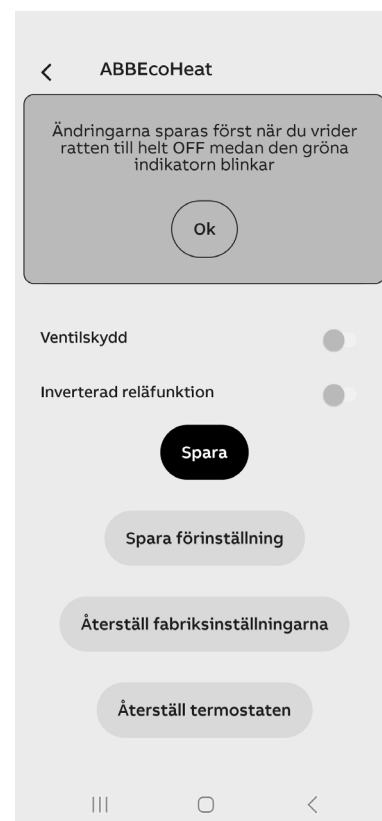 ABBEcoHeat
Ändringarna sparas först när du vrider
ratten till helt OFF medan den gröna
indikatorn blinkar
Ok
Ventilskydd
Inverterad reläfunktion
Spara
Spara förinställning
Återställ fabriksinställningarna
Återställ termostaten